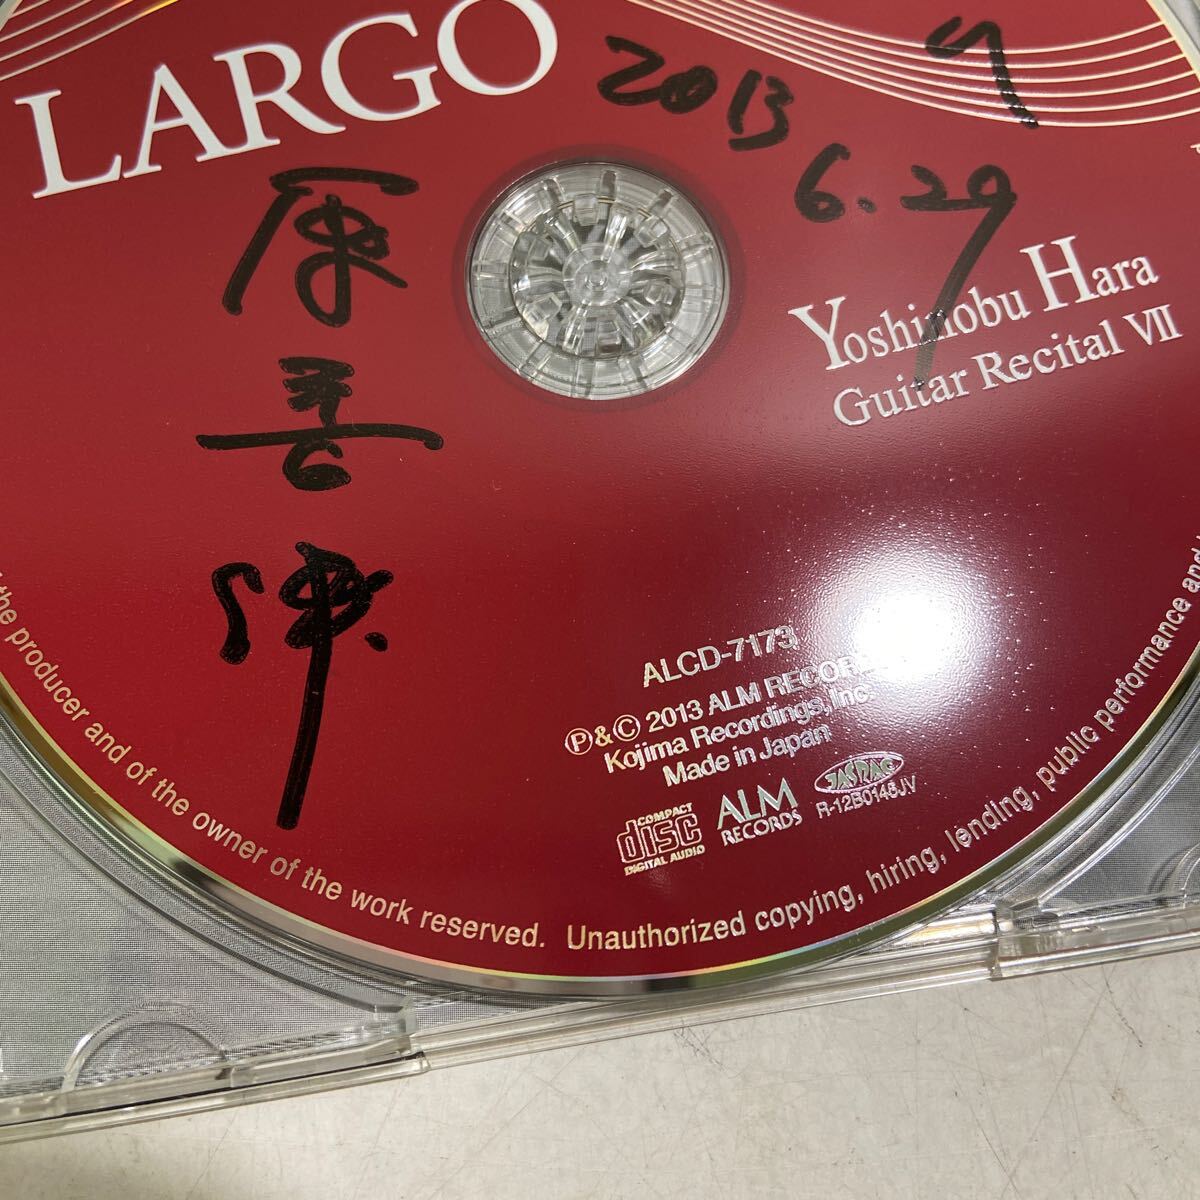 LARGO
2013
6.29
原善伸
Yoshinobu Hara
Guitar Recital VII
ALCD-7173
Ⓟ&Ⓒ 2013 ALM RECOR
Kojima Recordings, Inc.
Made in Japan
COMPACT
disc
DIGITAL AUDIO
ALM
RECORDS
JASRAC
R-12B0145JV
the producer and of the owner of the work reserved. Unauthorized copying, hiring, lending, public performance and